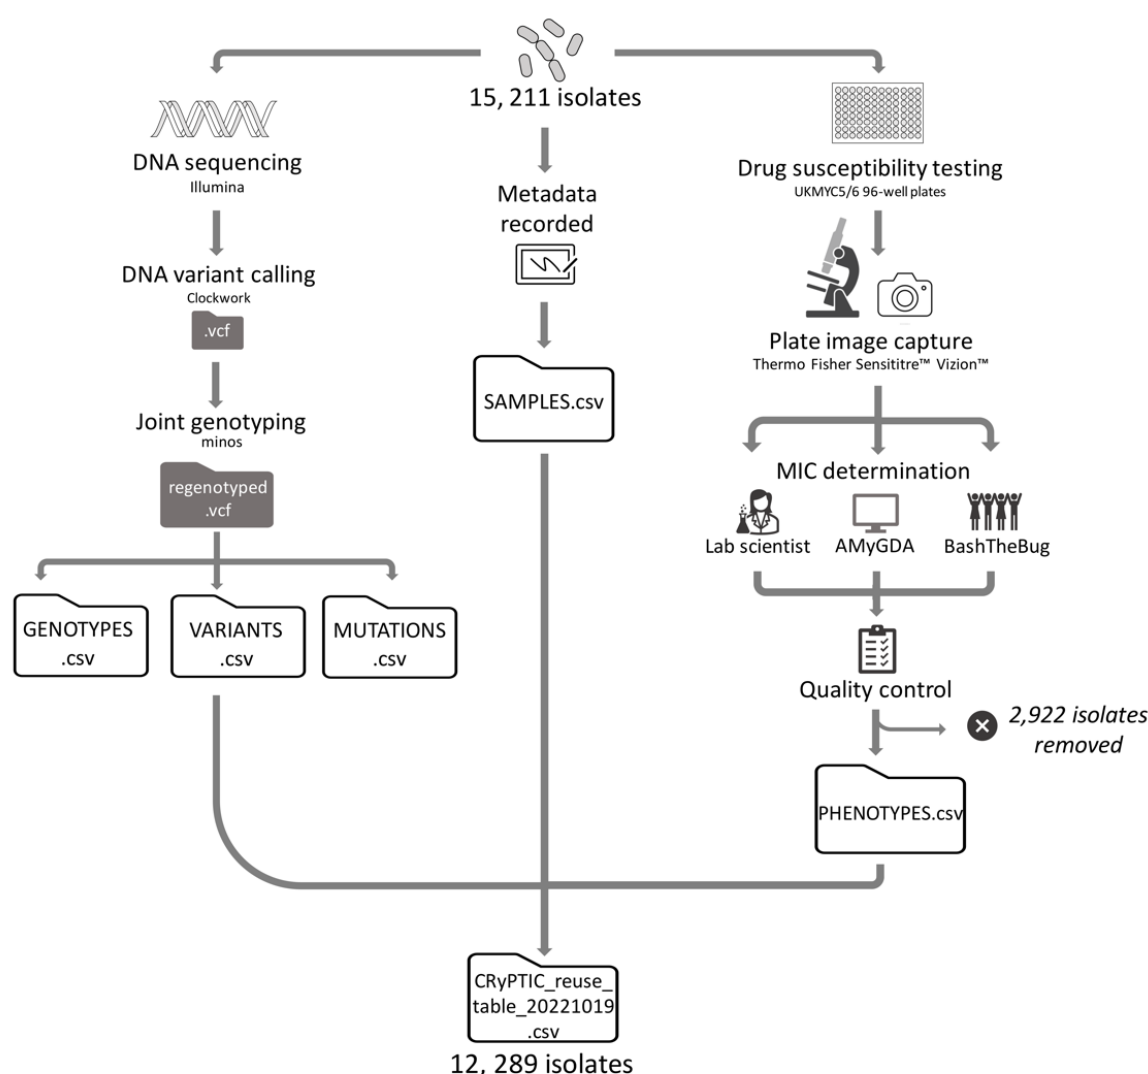 15, 211 isolates
DNA sequencing
Illumina
DNA variant calling
Clockwork
.vcf
Joint genotyping
minos
regenotyped
.vcf
GENOTYPES
.csv
VARIANTS
.csv
MUTATIONS
.csv
Metadata
recorded
SAMPLES.csv
Drug susceptibility testing
UKMYC5/6 96-well plates
Plate image capture
Thermo Fisher Sensititre™ Vizion™
MIC determination
Lab scientist
AMyGDA
BashTheBug
Quality control
2,922 isolates
removed
PHENOTYPES.csv
CRyPTIC_reuse_
table_20221019
.csv
12, 289 isolates